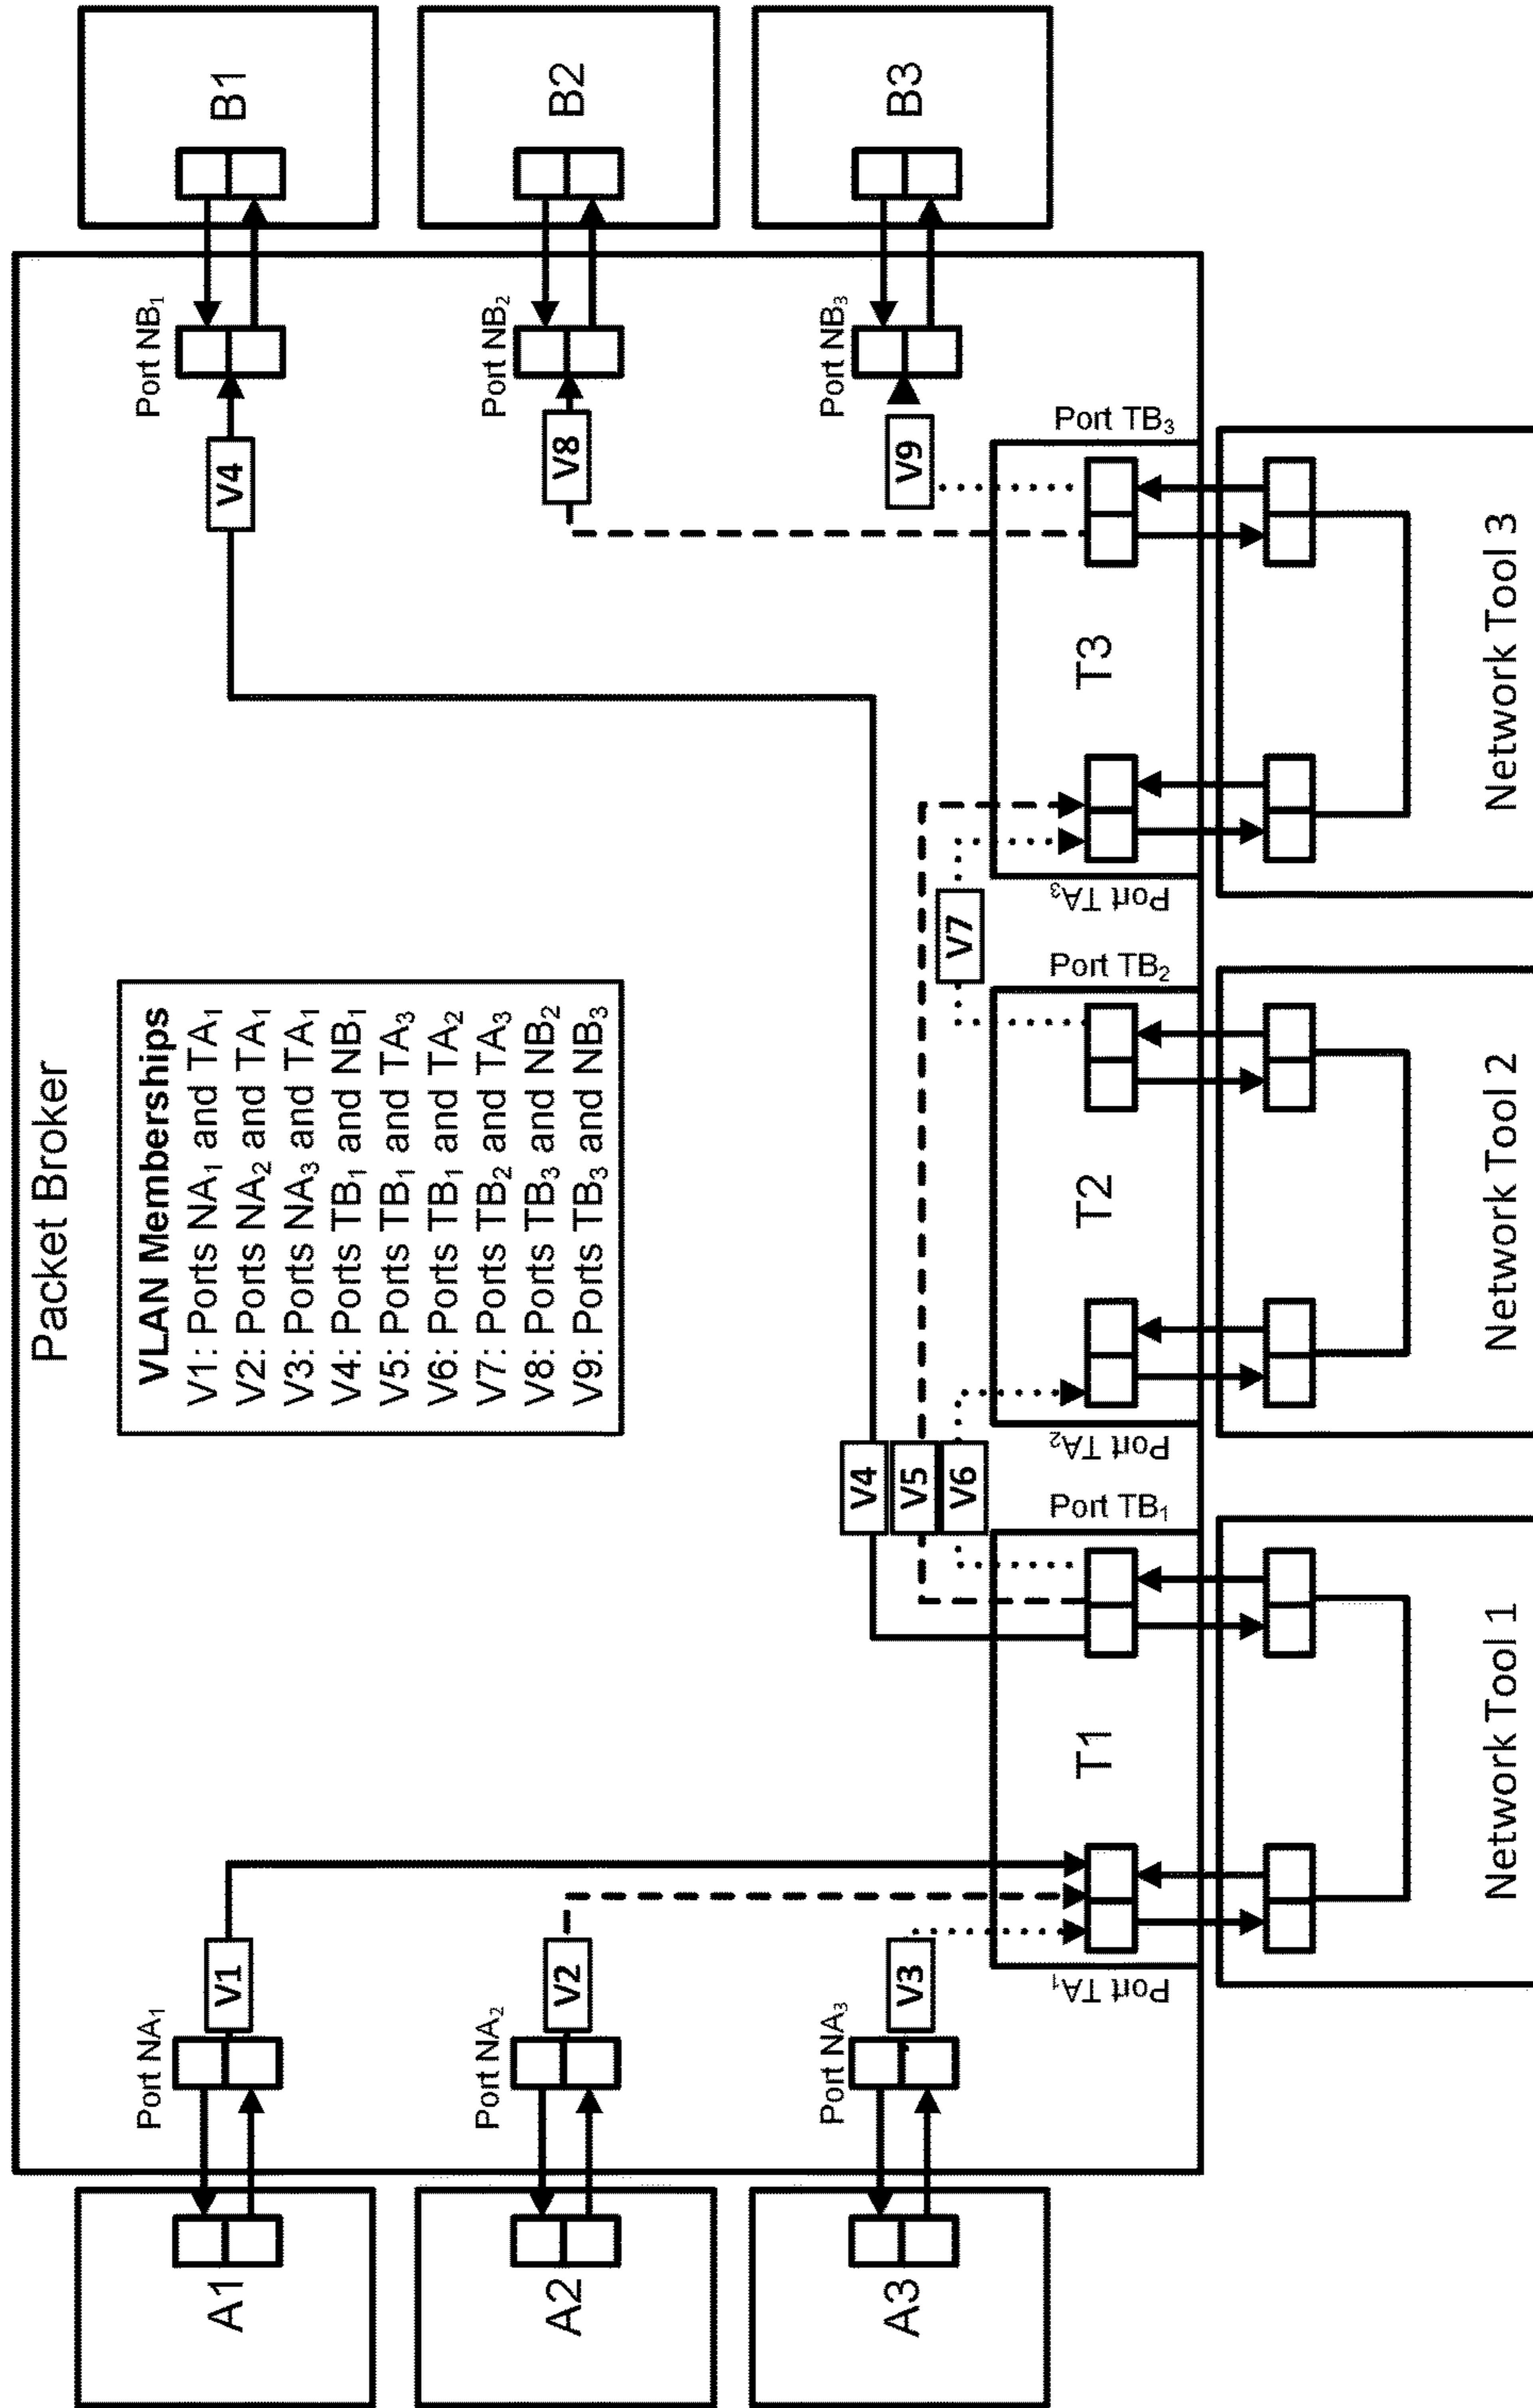 Packet Broker
A1
Port NA₁
V1
A2
Port NA₂
V2
A3
Port NA₃
V3
VLAN Memberships
V1: Ports NA₁ and TA₁
V2: Ports NA₂ and TA₁
V3: Ports NA₃ and TA₁
V4: Ports TB₁ and NB₁
V5: Ports TB₁ and TA₃
V6: Ports TB₁ and TA₂
V7: Ports TB₂ and TA₃
V8: Ports TB₃ and NB₂
V9: Ports TB₃ and NB₃
Port NB₁
V4
B1
Port NB₂
V8
B2
Port NB₃
V9
B3
V4
V5
V6
V7
Port TA₁
T1
Port TB₁
Port TA₂
T2
Port TB₂
Port TA₃
T3
Port TB₃
Network Tool 1
Network Tool 2
Network Tool 3